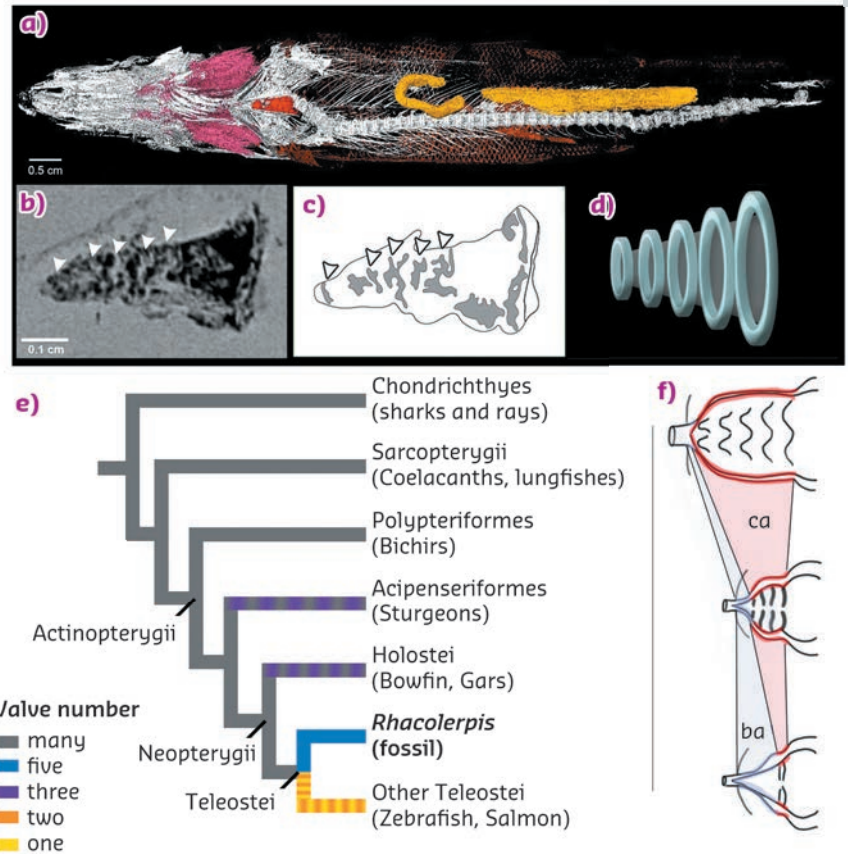 a)
0.5 cm
b)
0.1 cm
c)
d)
e)
Chondrichthyes
(sharks and rays)
Sarcopterygii
(Coelacanths, lungfishes)
Polypteriformes
(Bichirs)
Acipenseriformes
(Sturgeons)
Actinopterygii
Holostei
(Bowfin, Gars)
Rhacolerpis
(fossil)
Neopterygii
Teleostei
Other Teleostei
(Zebrafish, Salmon)
Valve number
many
five
three
two
one
f)
ca
ba